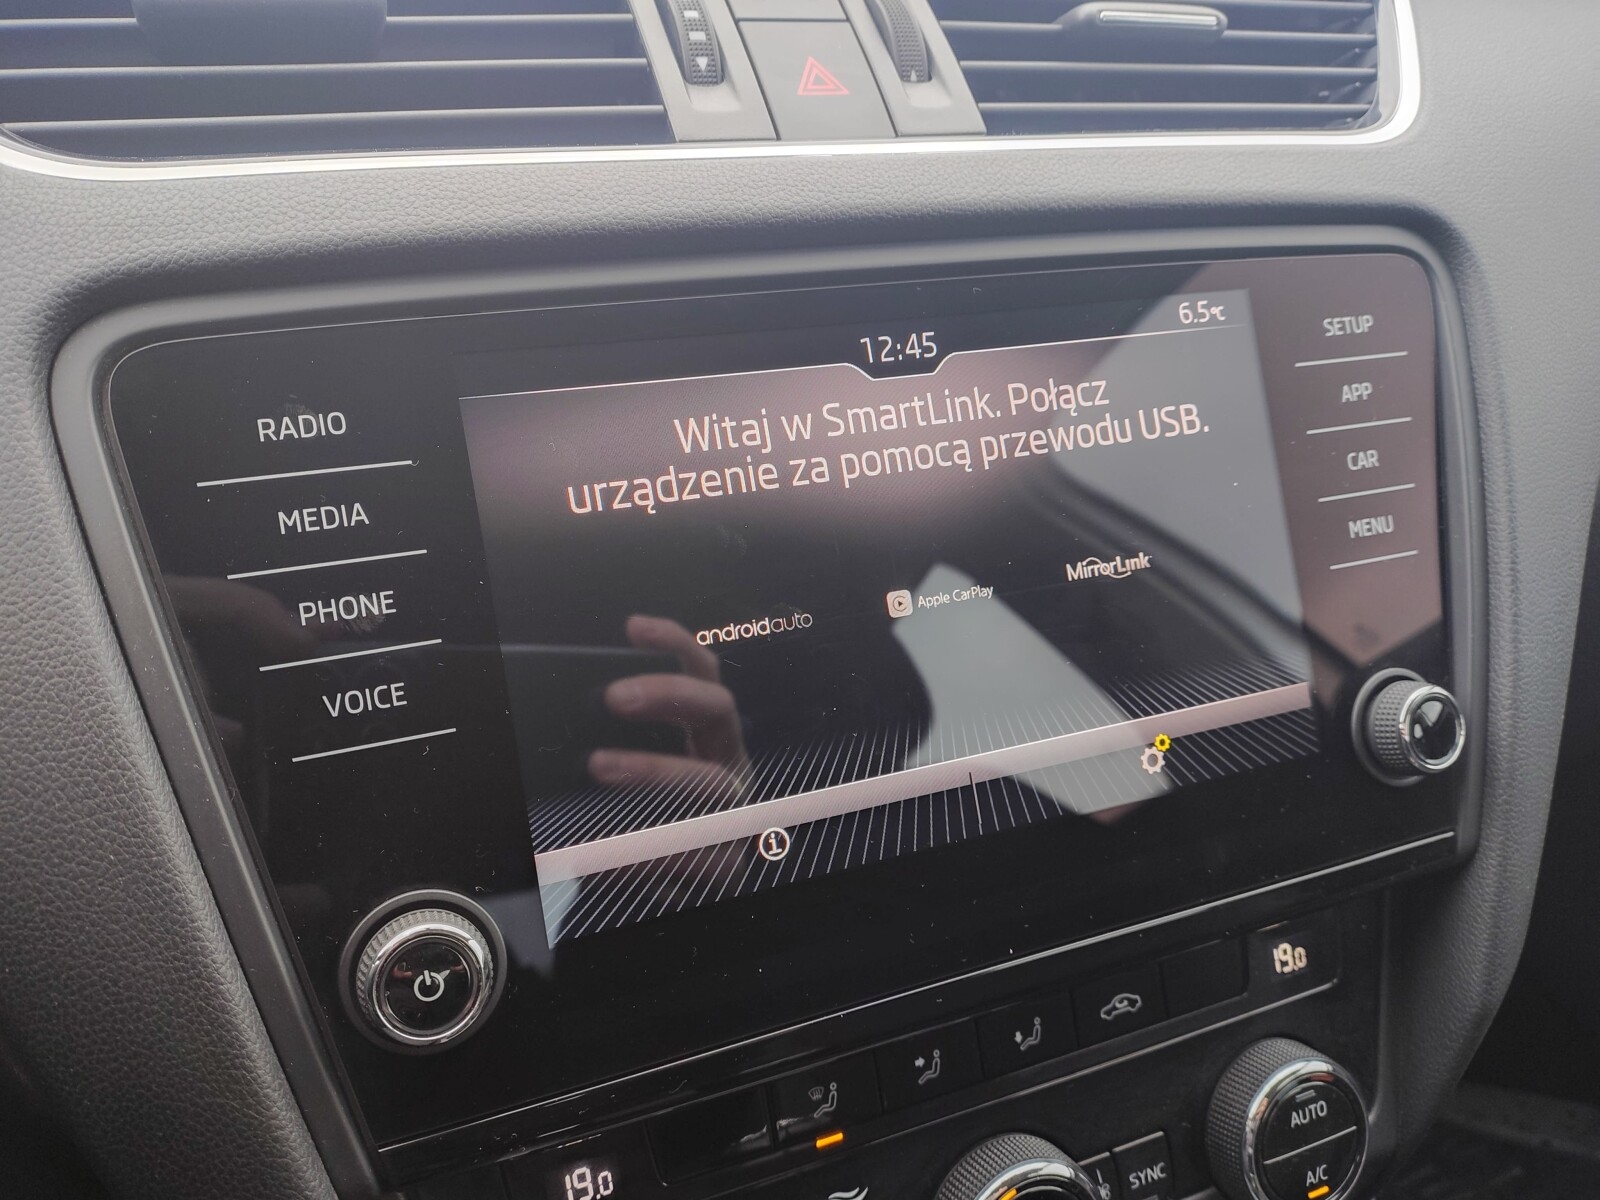 12:45
6.5°C
Witaj w SmartLink. Połącz
urządzenie za pomocą przewodu USB.
androidauto
Apple CarPlay
MirrorLink
RADIO
MEDIA
PHONE
VOICE
SETUP
APP
CAR
MENU
19.0
19.0
SYNC
AUTO
A/C